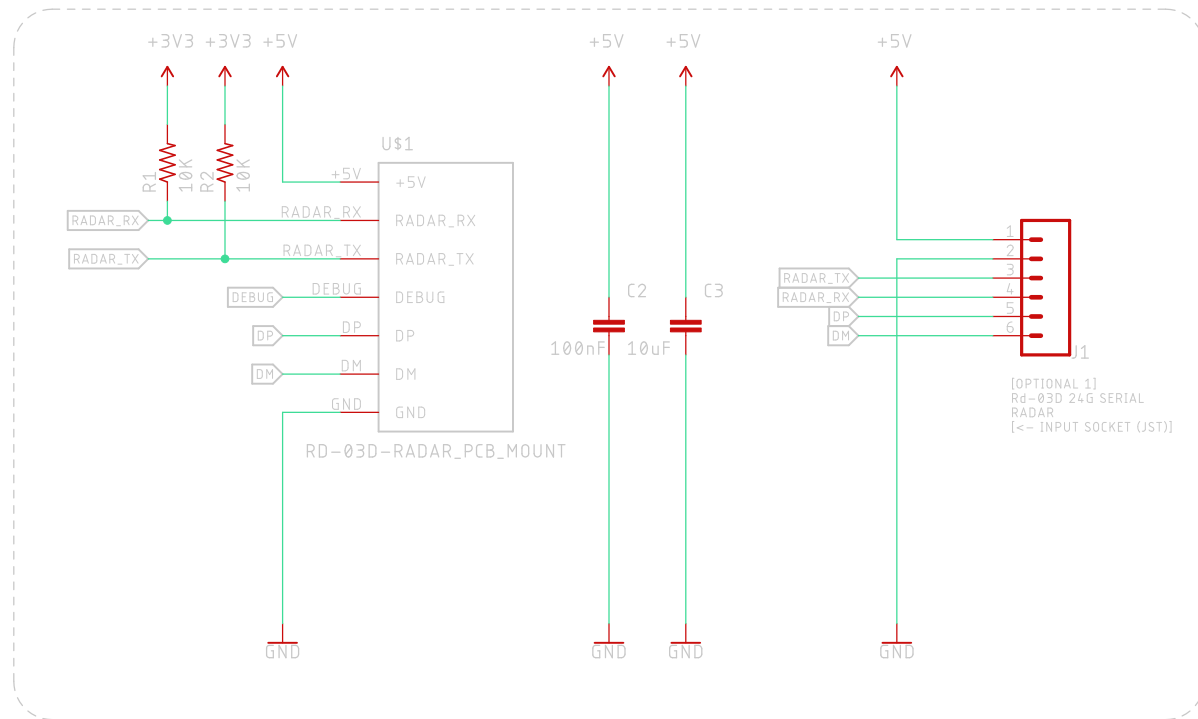 +3V3 +3V3 +5V
+5V
+5V
+5V
U$1
R1
10K
R2
10K
+5V
+5V
RADAR_RX
RADAR_RX
RADAR_RX
RADAR_TX
RADAR_TX
RADAR_TX
DEBUG
DEBUG
DEBUG
DP
DP
DP
DM
DM
DM
GND
GND
RD-03D-RADAR_PCB_MOUNT
GND
C2
100nF
GND
C3
10uF
GND
1
2
RADAR_TX
3
RADAR_RX
4
DP
5
DM
6
J1
[OPTIONAL 1]
Rd-03D 24G SERIAL
RADAR
[<- INPUT SOCKET (JST)]
GND